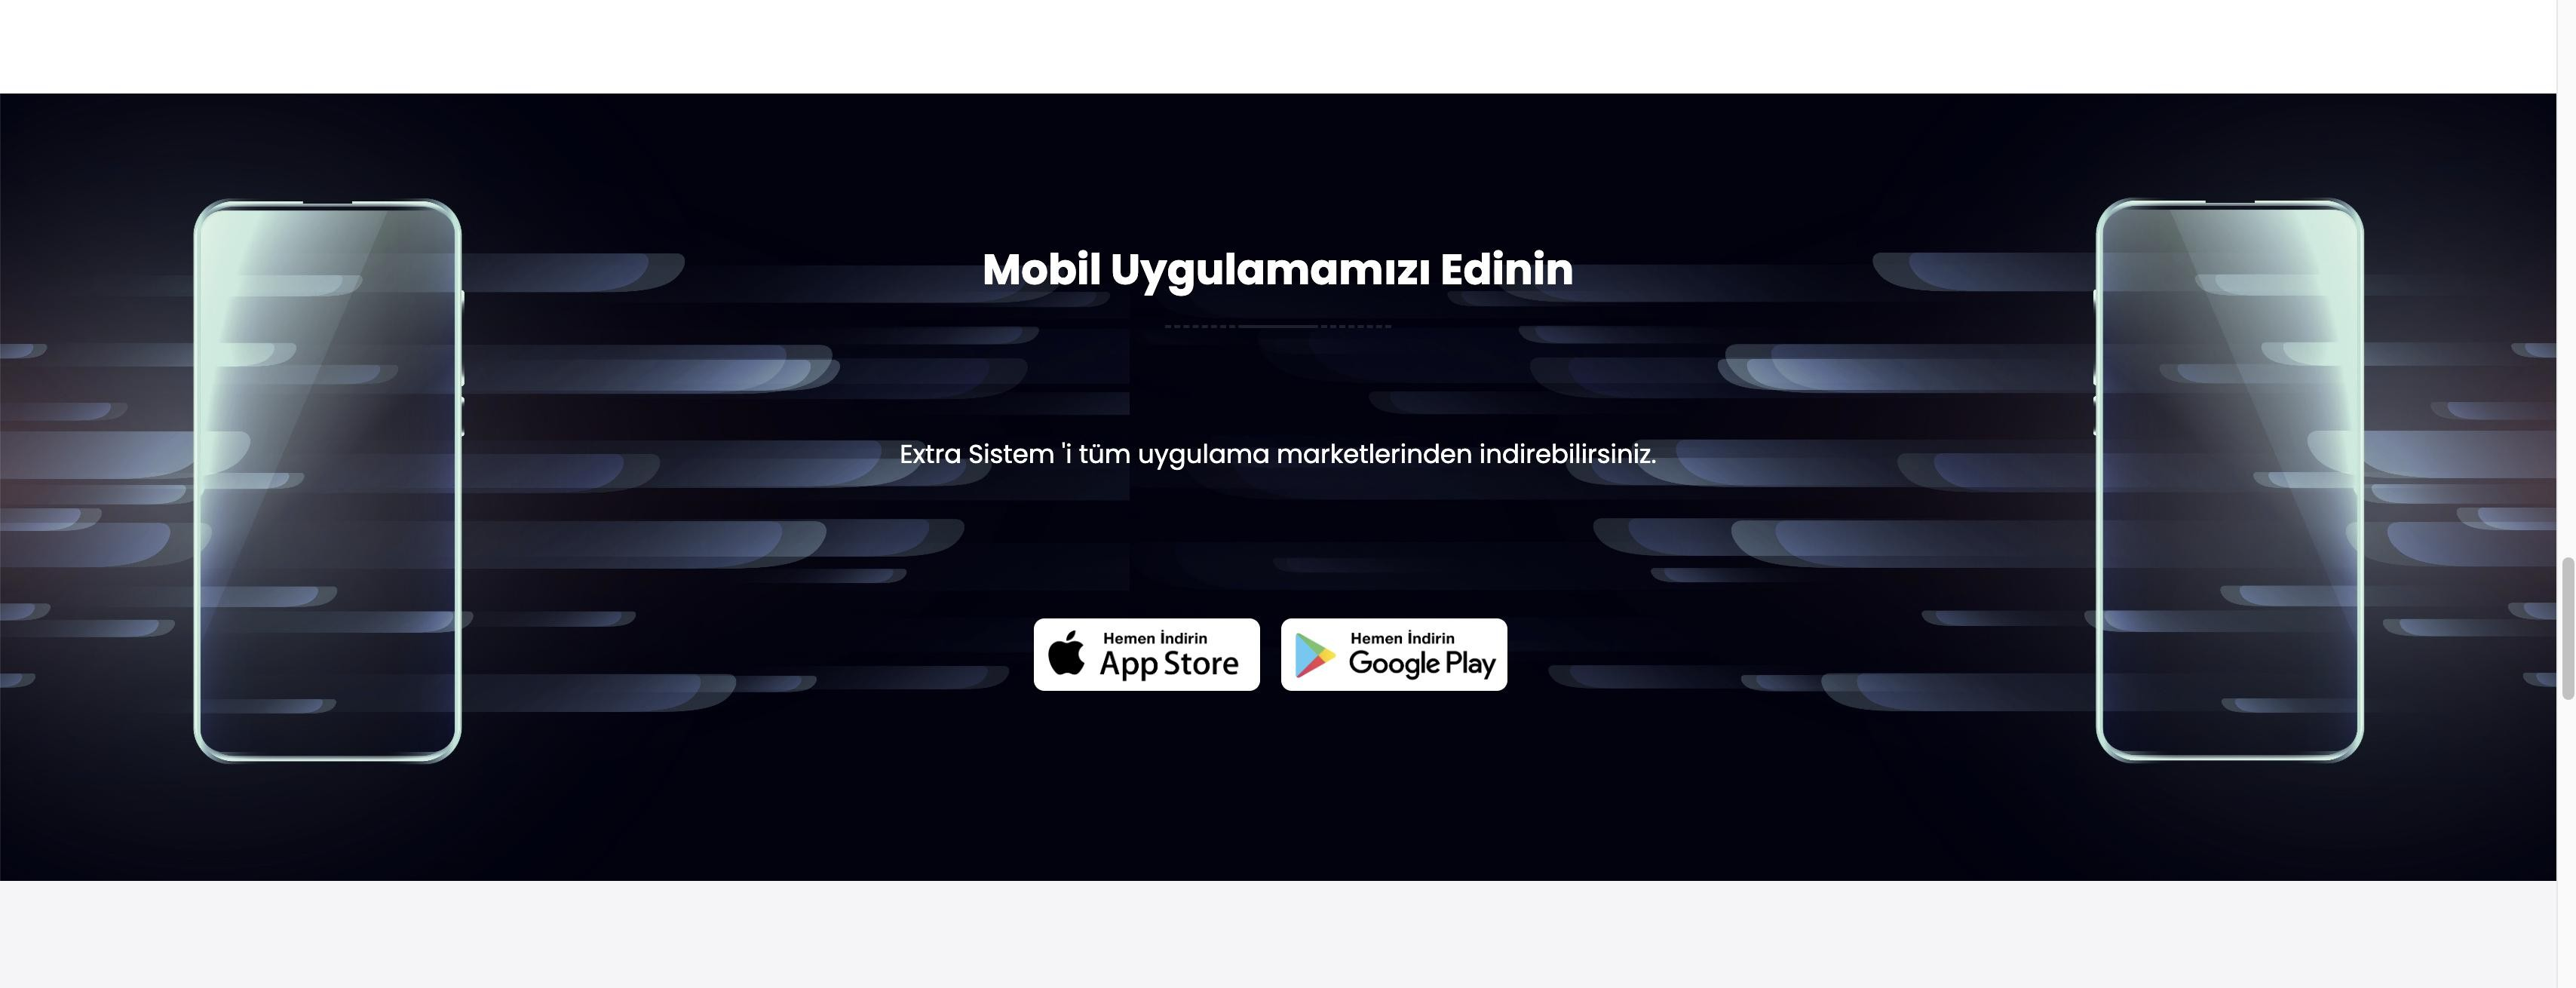 Mobil Uygulamamızı Edinin
Extra Sistem 'i tüm uygulama marketlerinden indirebilirsiniz.
Hemen İndirin
App Store
Hemen İndirin
Google Play